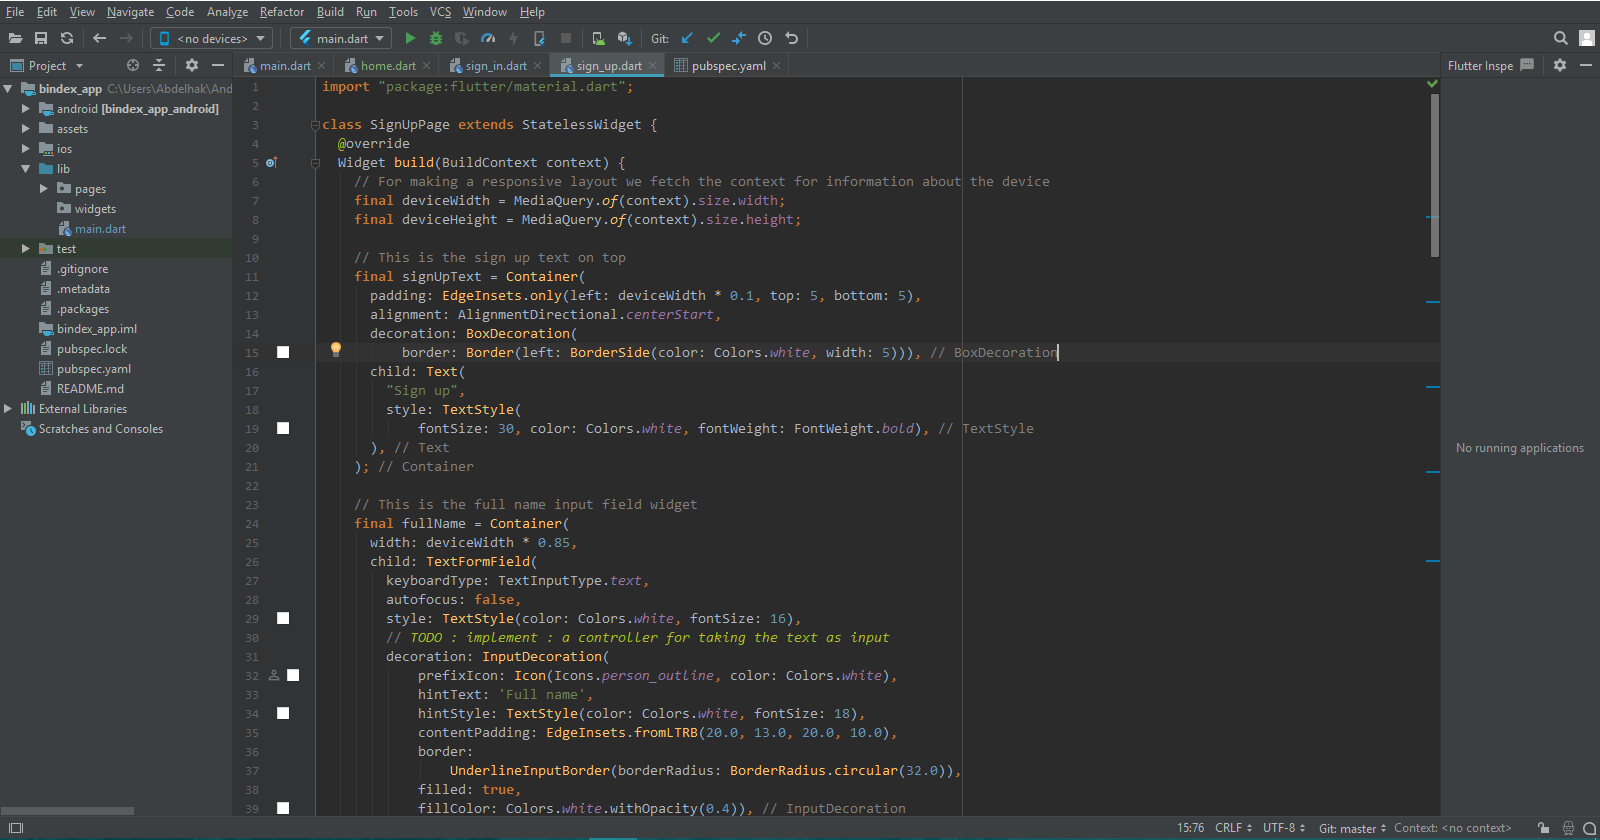 File Edit View Navigate Code Analyze Refactor Build Run Tools VCS Window Help
<no devices> main.dart Git:
Project main.dart home.dart sign_in.dart sign_up.dart pubspec.yaml Flutter Inspe
bindex_app C:\Users\Abdelhak\And
android [bindex_app_android]
assets
ios
lib
pages
widgets
main.dart
test
.gitignore
.metadata
.packages
bindex_app.iml
pubspec.lock
pubspec.yaml
README.md
External Libraries
Scratches and Consoles
1 import "package:flutter/material.dart";
2
3 class SignUpPage extends StatelessWidget {
4 @override
5 Widget build(BuildContext context) {
6 // For making a responsive layout we fetch the context for information about the device
7 final deviceWidth = MediaQuery.of(context).size.width;
8 final deviceHeight = MediaQuery.of(context).size.height;
9
10 // This is the sign up text on top
11 final signUpText = Container(
12 padding: EdgeInsets.only(left: deviceWidth * 0.1, top: 5, bottom: 5),
13 alignment: AlignmentDirectional.centerStart,
14 decoration: BoxDecoration(
15 border: Border(left: BorderSide(color: Colors.white, width: 5))), // BoxDecoration
16 child: Text(
17 "Sign up",
18 style: TextStyle(
19 fontSize: 30, color: Colors.white, fontWeight: FontWeight.bold), // TextStyle
20 ), // Text
21 ); // Container
22
23 // This is the full name input field widget
24 final fullName = Container(
25 width: deviceWidth * 0.85,
26 child: TextFormField(
27 keyboardType: TextInputType.text,
28 autofocus: false,
29 style: TextStyle(color: Colors.white, fontSize: 16),
30 // TODO : implement : a controller for taking the text as input
31 decoration: InputDecoration(
32 prefixIcon: Icon(Icons.person_outline, color: Colors.white),
33 hintText: 'Full name',
34 hintStyle: TextStyle(color: Colors.white, fontSize: 18),
35 contentPadding: EdgeInsets.fromLTRB(20.0, 13.0, 20.0, 10.0),
36 border:
37 UnderlineInputBorder(borderRadius: BorderRadius.circular(32.0)),
38 filled: true,
39 fillColor: Colors.white.withOpacity(0.4)), // InputDecoration
No running applications
15:76 CRLF UTF-8 Git: master Context: <no context>